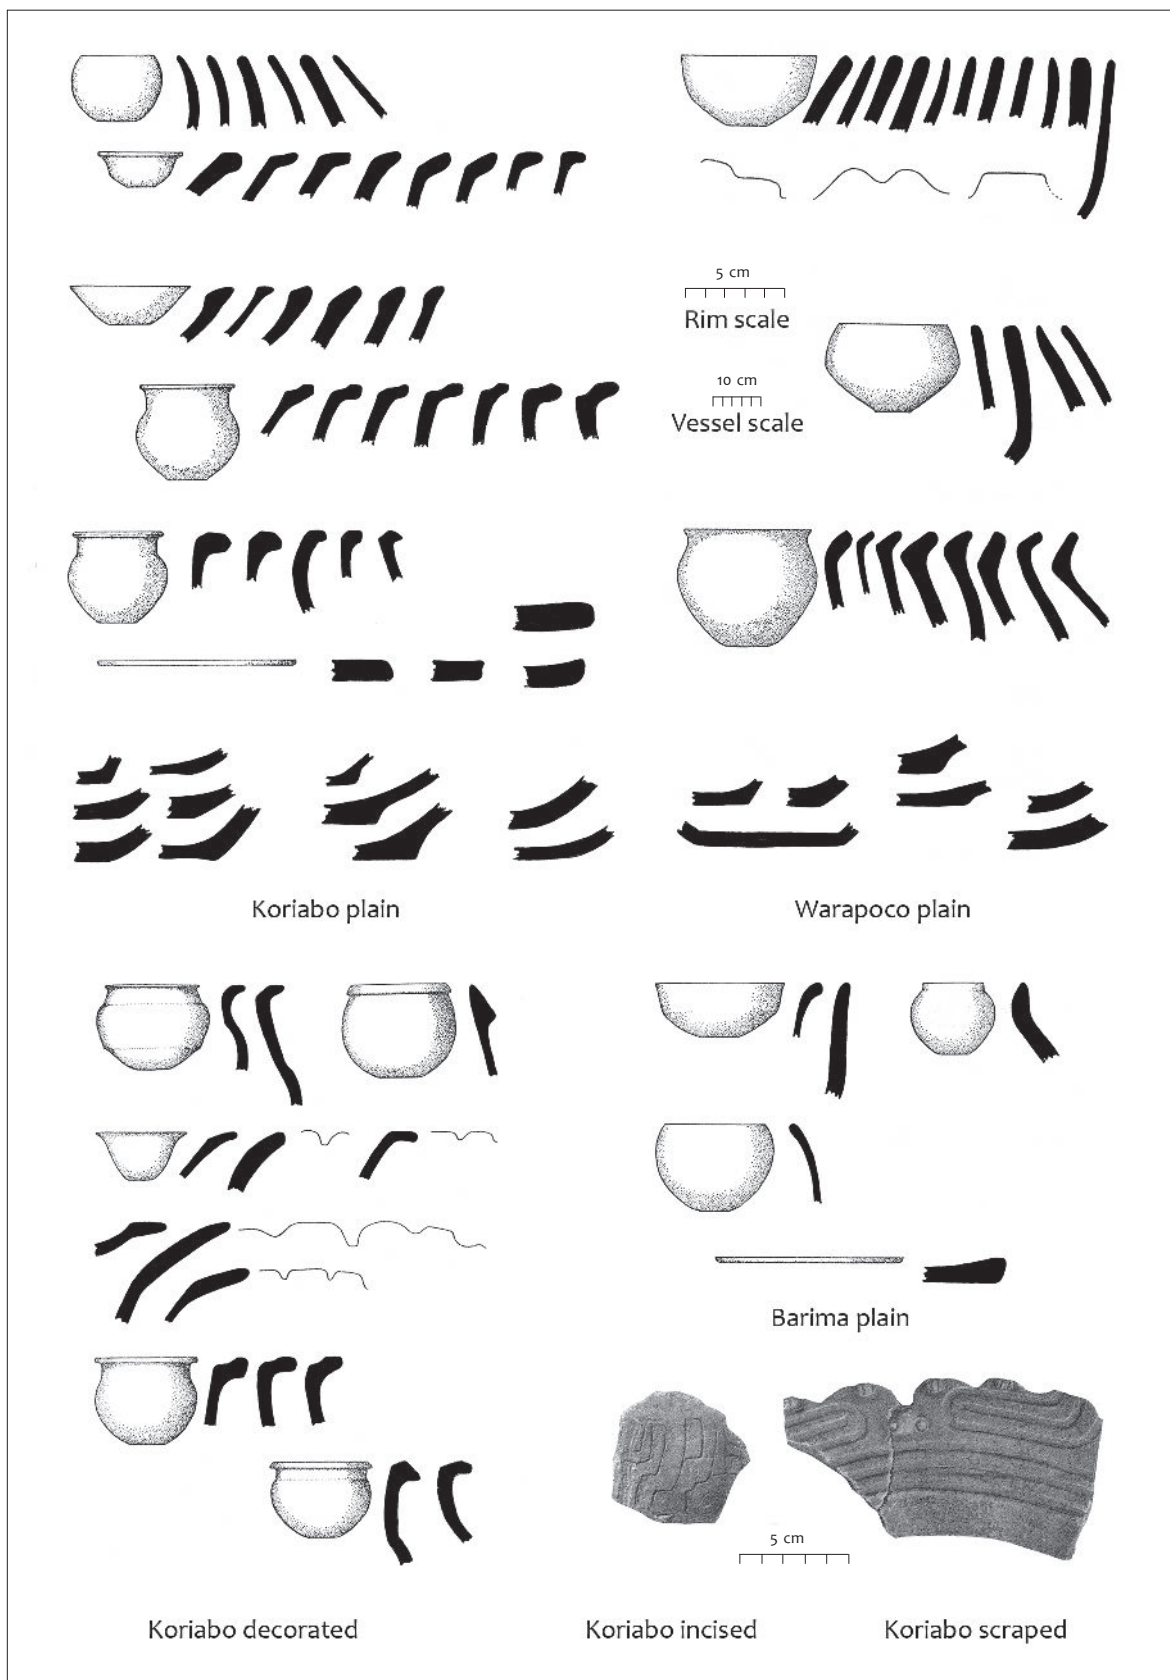 5 cm
Rim scale
10 cm
Vessel scale
Koriabo plain
Warapoco plain
Barima plain
5 cm
Koriabo decorated
Koriabo incised
Koriabo scraped